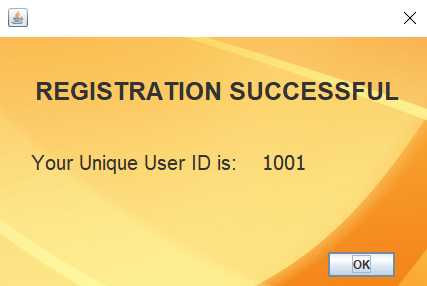 REGISTRATION SUCCESSFUL
Your Unique User ID is: 1001
OK